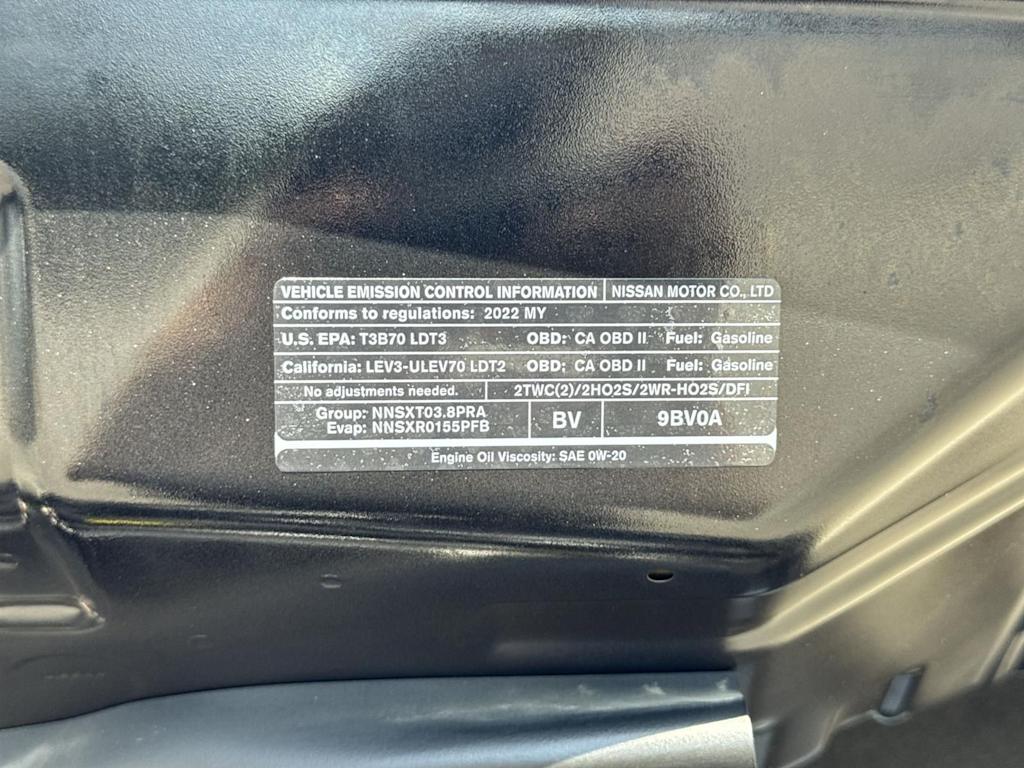 VEHICLE EMISSION CONTROL INFORMATION NISSAN MOTOR CO., LTD
Conforms to regulations: 2022 MY
U.S. EPA: T3B70 LDT3 OBD: CA OBD II Fuel: Gasoline
California: LEV3-ULEV70 LDT2 OBD: CA OBD II Fuel: Gasoline
No adjustments needed. 2TWC(2)/2HO2S/2WR-HO2S/DFI
Group: NNSXT03.8PRA
Evap: NNSXR0155PFB
BV
9BV0A
Engine Oil Viscosity: SAE 0W-20